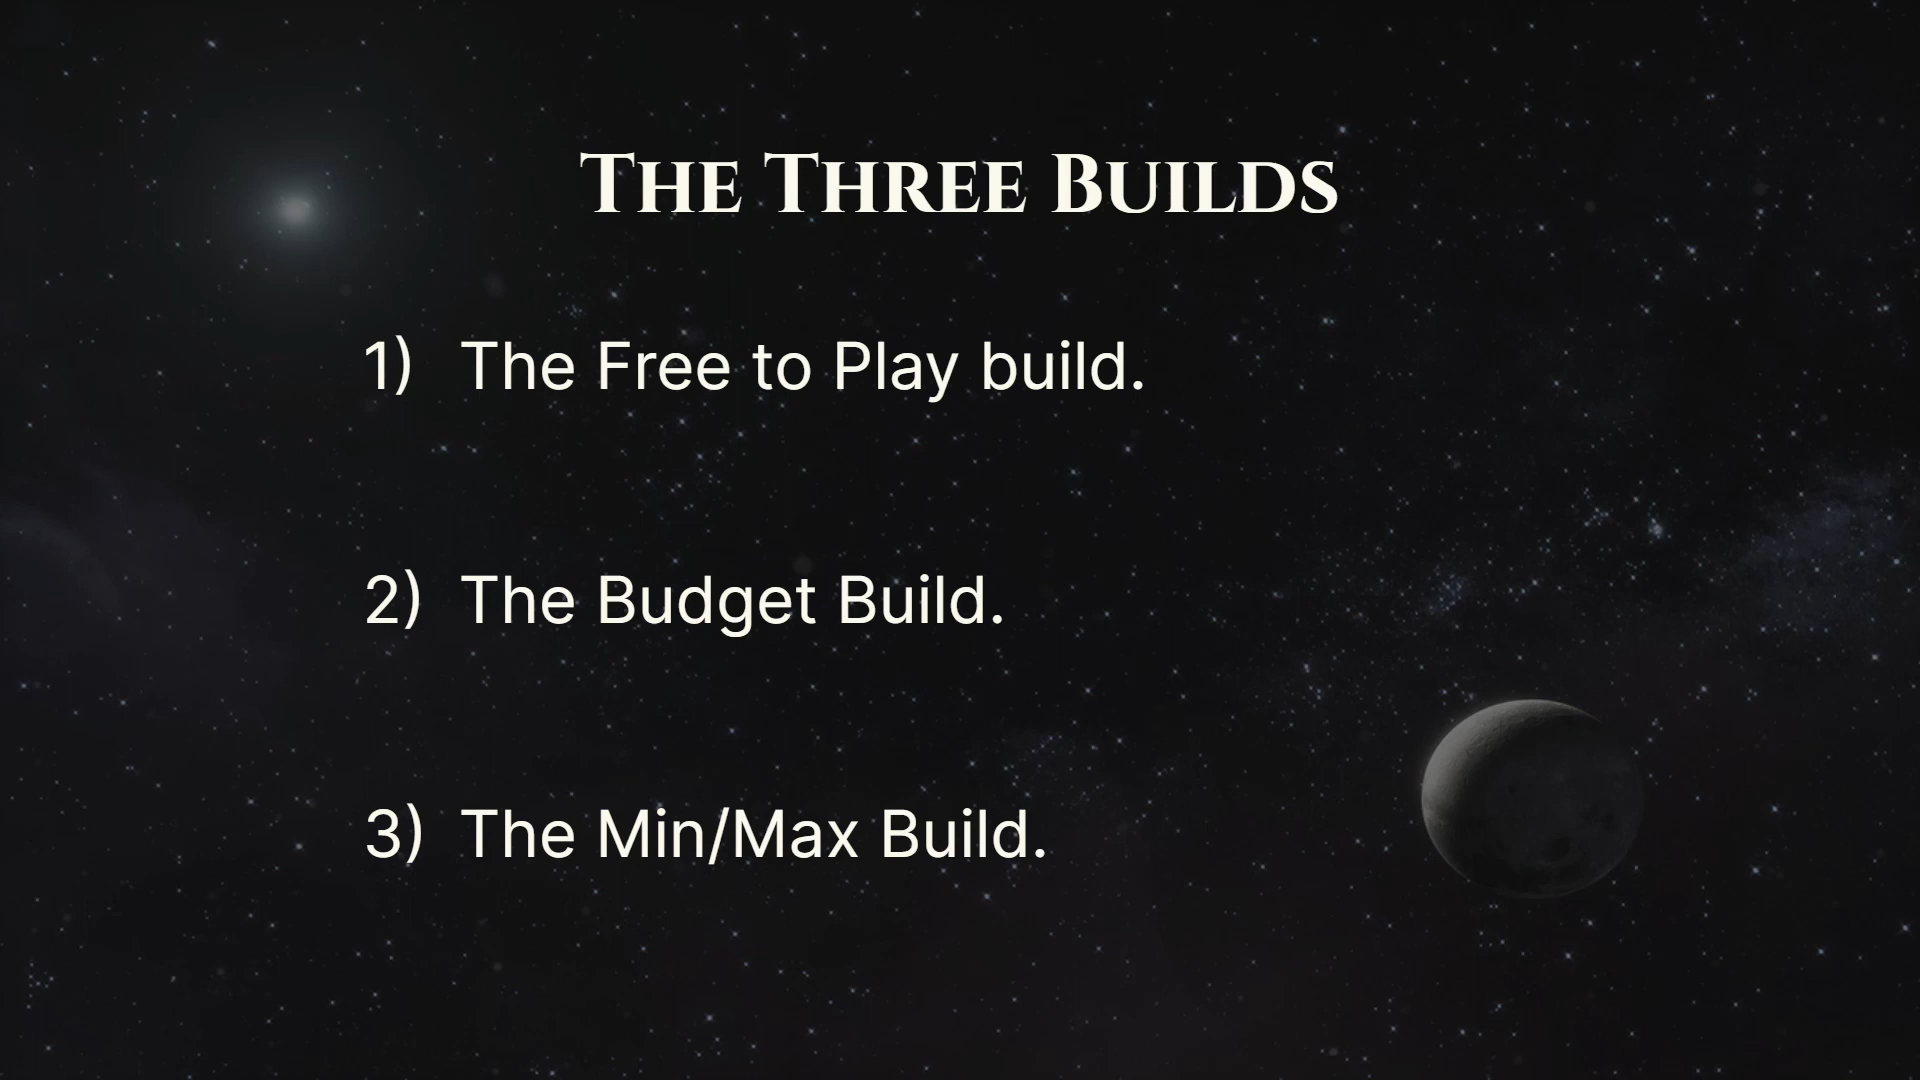 The Three Builds
1) The Free to Play build.
2) The Budget Build.
3) The Min/Max Build.